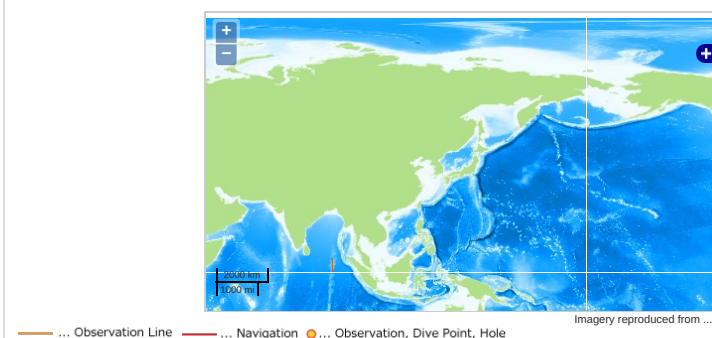 +
−
+
2000 km
1000 mi
Imagery reproduced from ...
... Observation Line ... Navigation ... Observation, Dive Point, Hole